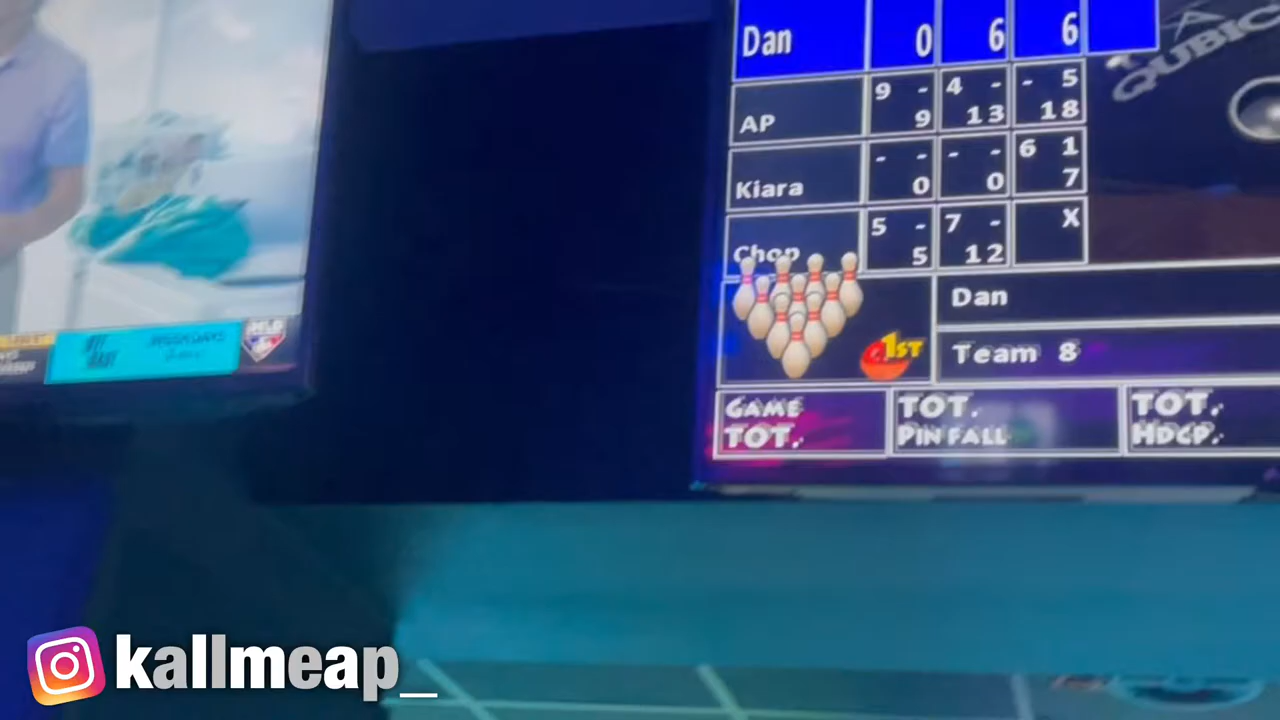 Dan 0 6 6
QUBIC
9 - 4 - - 5
AP 9 13 18
- - - - 6 1
Kiara 0 0 7
5 - 7 - X
Chop 5 12
Dan
1ST
Team 8
GAME TOT. TOT. PINFALL TOT. HDCP.
kallmeap_